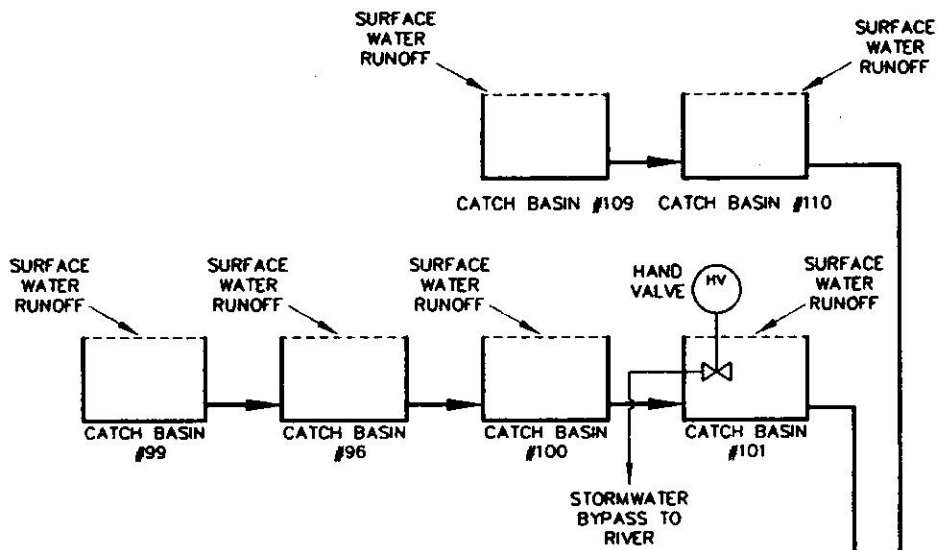 SURFACE
WATER
RUNOFF
SURFACE
WATER
RUNOFF
CATCH BASIN #109
CATCH BASIN #110
SURFACE
WATER
RUNOFF
SURFACE
WATER
RUNOFF
SURFACE
WATER
RUNOFF
HAND
VALVE
HV
SURFACE
WATER
RUNOFF
CATCH BASIN
#99
CATCH BASIN
#96
CATCH BASIN
#100
CATCH BASIN
#101
STORMWATER
BYPASS TO
RIVER